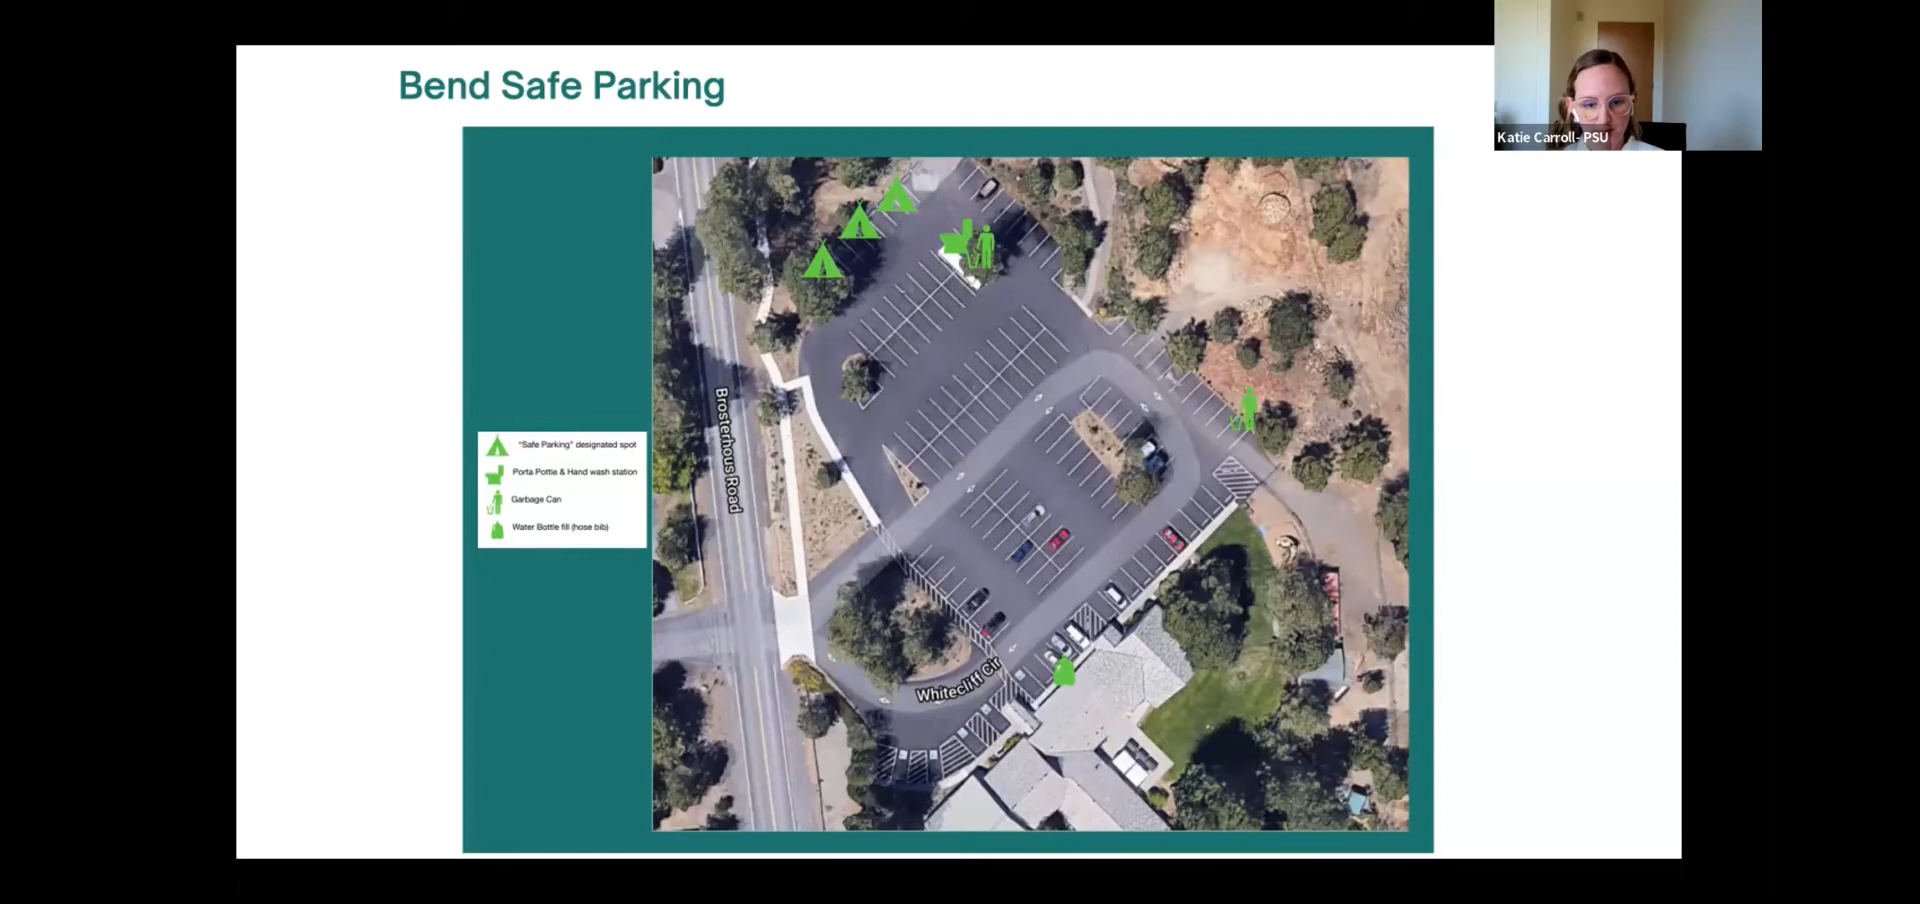 Bend Safe Parking
Katie Carroll- PSU
"Safe Parking" designated spot
Porta Pottie & Hand wash station
Garbage Can
Water Bottle fill (hose bib)
Brosterhous Road
Whitecliff Cir